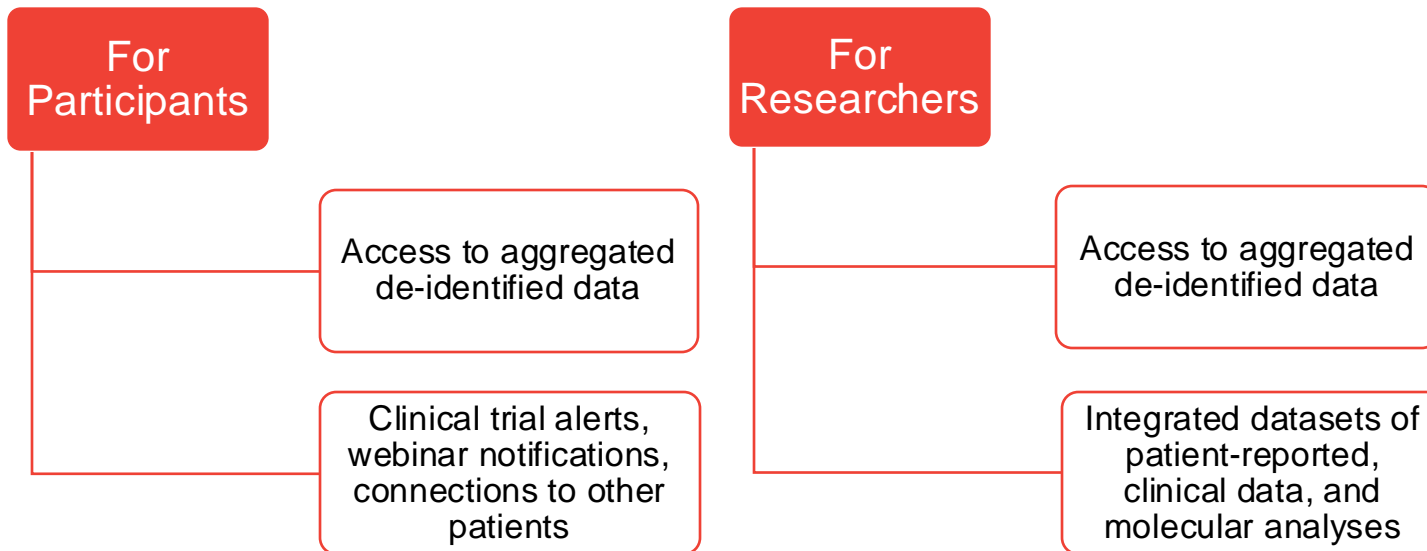 For
Participants
Access to aggregated
de-identified data
Clinical trial alerts,
webinar notifications,
connections to other
patients
For
Researchers
Access to aggregated
de-identified data
Integrated datasets of
patient-reported,
clinical data, and
molecular analyses